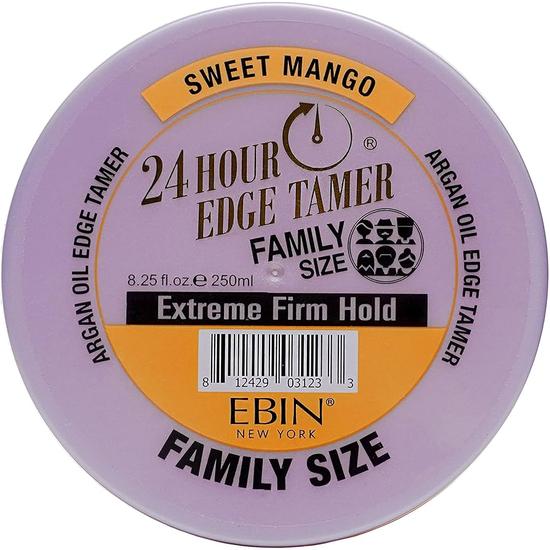 SWEET MANGO
24 HOUR
EDGE TAMER ®
FAMILY
SIZE
ARGAN OIL EDGE TAMER
ARGAN OIL EDGE TAMER
8.25 fl.oz.℮250ml
Extreme Firm Hold
8 12429 03123 3
EBIN®
NEW YORK
FAMILY SIZE